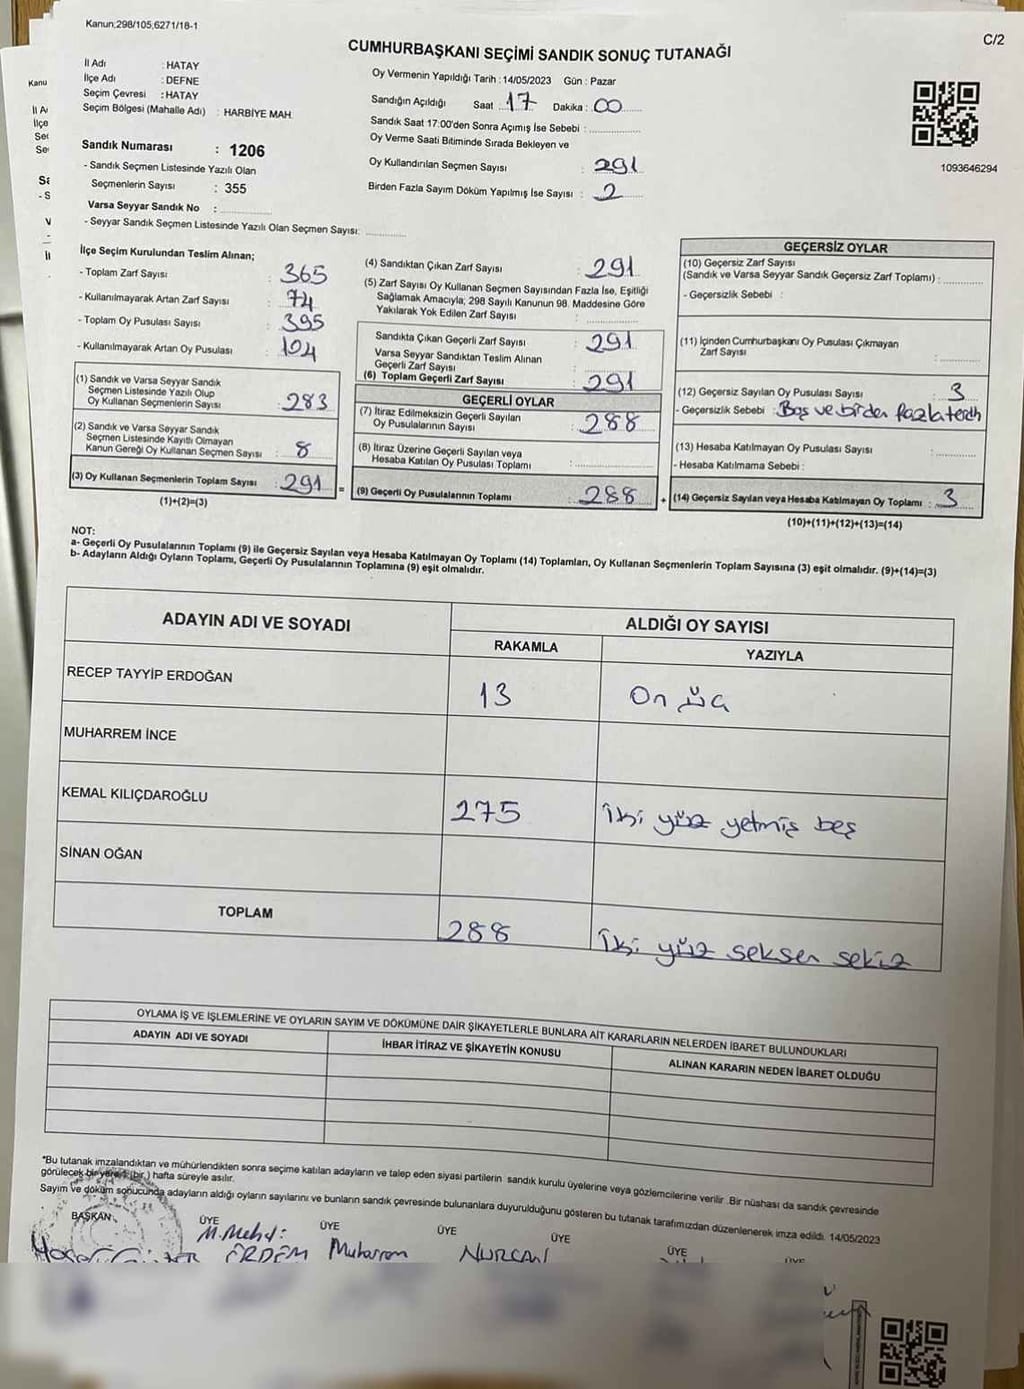 Kanun;298/105,6271/18-1
C/2
CUMHURBAŞKANI SEÇİMİ SANDIK SONUÇ TUTANAĞI
İl Adı : HATAY
İlçe Adı : DEFNE
Seçim Çevresi : HATAY
Seçim Bölgesi (Mahalle Adı) : HARBİYE MAH.
Sandık Numarası : 1206
- Sandık Seçmen Listesinde Yazılı Olan
Seçmenlerin Sayısı : 355
Varsa Seyyar Sandık No :
- Seyyar Sandık Seçmen Listesinde Yazılı Olan Seçmen Sayısı:
Oy Vermenin Yapıldığı Tarih : 14/05/2023 Gün : Pazar
Sandığın Açıldığı Saat 17 Dakika : 00
Sandık Saat 17:00'den Sonra Açımış İse Sebebi :
Oy Verme Saati Bitiminde Sırada Bekleyen ve
Oy Kullandırılan Seçmen Sayısı : 291
Birden Fazla Sayım Döküm Yapılmış İse Sayısı : 2
1093646294
İlçe Seçim Kurulundan Teslim Alınan;
- Toplam Zarf Sayısı : 365
- Kullanılmayarak Artan Zarf Sayısı : 74
- Toplam Oy Pusulası Sayısı : 395
- Kullanılmayarak Artan Oy Pusulası : 104
(1) Sandık ve Varsa Seyyar Sandık
Seçmen Listesinde Yazılı Olup
Oy Kullanan Seçmenlerin Sayısı : 283
(2) Sandık ve Varsa Seyyar Sandık
Seçmen Listesinde Kayıtlı Olmayan
Kanun Gereği Oy Kullanan Seçmen Sayısı : 8
(3) Oy Kullanan Seçmenlerin Toplam Sayısı : 291
(1)+(2)=(3)
(4) Sandıktan Çıkan Zarf Sayısı : 291
(5) Zarf Sayısı Oy Kullanan Seçmen Sayısından Fazla İse, Eşitliği
Sağlamak Amacıyla; 298 Sayılı Kanunun 98. Maddesine Göre
Yakılarak Yok Edilen Zarf Sayısı :
Sandıkta Çıkan Geçerli Zarf Sayısı : 291
Varsa Seyyar Sandıktan Teslim Alınan
Geçerli Zarf Sayısı :
(6) Toplam Geçerli Zarf Sayısı : 291
GEÇERLİ OYLAR
(7) İtiraz Edilmeksizin Geçerli Sayılan
Oy Pusulalarının Sayısı : 288
(8) İtiraz Üzerine Geçerli Sayılan veya
Hesaba Katılan Oy Pusulası Toplamı :
= (9) Geçerli Oy Pusulalarının Toplamı : 288
GEÇERSİZ OYLAR
(10) Geçersiz Zarf Sayısı
(Sandık ve Varsa Seyyar Sandık Geçersiz Zarf Toplamı) :
- Geçersizlik Sebebi :
(11) İçinden Cumhurbaşkanı Oy Pusulası Çıkmayan
Zarf Sayısı :
(12) Geçersiz Sayılan Oy Pusulası Sayısı : 3
- Geçersizlik Sebebi : Boş ve birden fazla terch
(13) Hesaba Katılmayan Oy Pusulası Sayısı :
- Hesaba Katılmama Sebebi :
+ (14) Geçersiz Sayılan veya Hesaba Katılmayan Oy Toplamı : 3
(10)+(11)+(12)+(13)=(14)
NOT:
a- Geçerli Oy Pusulalarının Toplamı (9) ile Geçersiz Sayılan veya Hesaba Katılmayan Oy Toplamı (14) Toplamları, Oy Kullanan Seçmenlerin Toplam Sayısına (3) eşit olmalıdır. (9)+(14)=(3)
b- Adayların Aldığı Oyların Toplamı, Geçerli Oy Pusulalarının Toplamına (9) eşit olmalıdır.
ADAYIN ADI VE SOYADI
ALDIĞI OY SAYISI
RAKAMLA YAZIYLA
RECEP TAYYİP ERDOĞAN 13 On üç
MUHARREM İNCE
KEMAL KILIÇDAROĞLU 275 İki yüz yetmiş beş
SİNAN OĞAN
TOPLAM 288 İki yüz seksen sekiz
OYLAMA İŞ VE İŞLEMLERİNE VE OYLARIN SAYIM VE DÖKÜMÜNE DAİR ŞİKAYETLERLE BUNLARA AİT KARARLARIN NELERDEN İBARET BULUNDUKLARI
ADAYIN ADI VE SOYADI İHBAR İTİRAZ VE ŞİKAYETİN KONUSU ALINAN KARARIN NEDEN İBARET OLDUĞU
*Bu tutanak imzalandıktan ve mühürlendikten sonra seçime katılan adayların ve talep eden siyasi partilerin sandık kurulu üyelerine veya gözlemcilerine verilir. Bir nüshası da sandık çevresinde
görülecek bir yere 1 (bir ) hafta süreyle asılır.
Sayım ve döküm sonucunda adayların aldığı oyların sayılarını ve bunların sandık çevresinde bulunanlara duyurulduğunu gösteren bu tutanak tarafımızdan düzenlenerek imza edildi. 14/05/2023
BAŞKAN ÜYE ÜYE ÜYE ÜYE ÜYE ÜYE
M. Mehdi
ERDEM Muharrem NURCAN